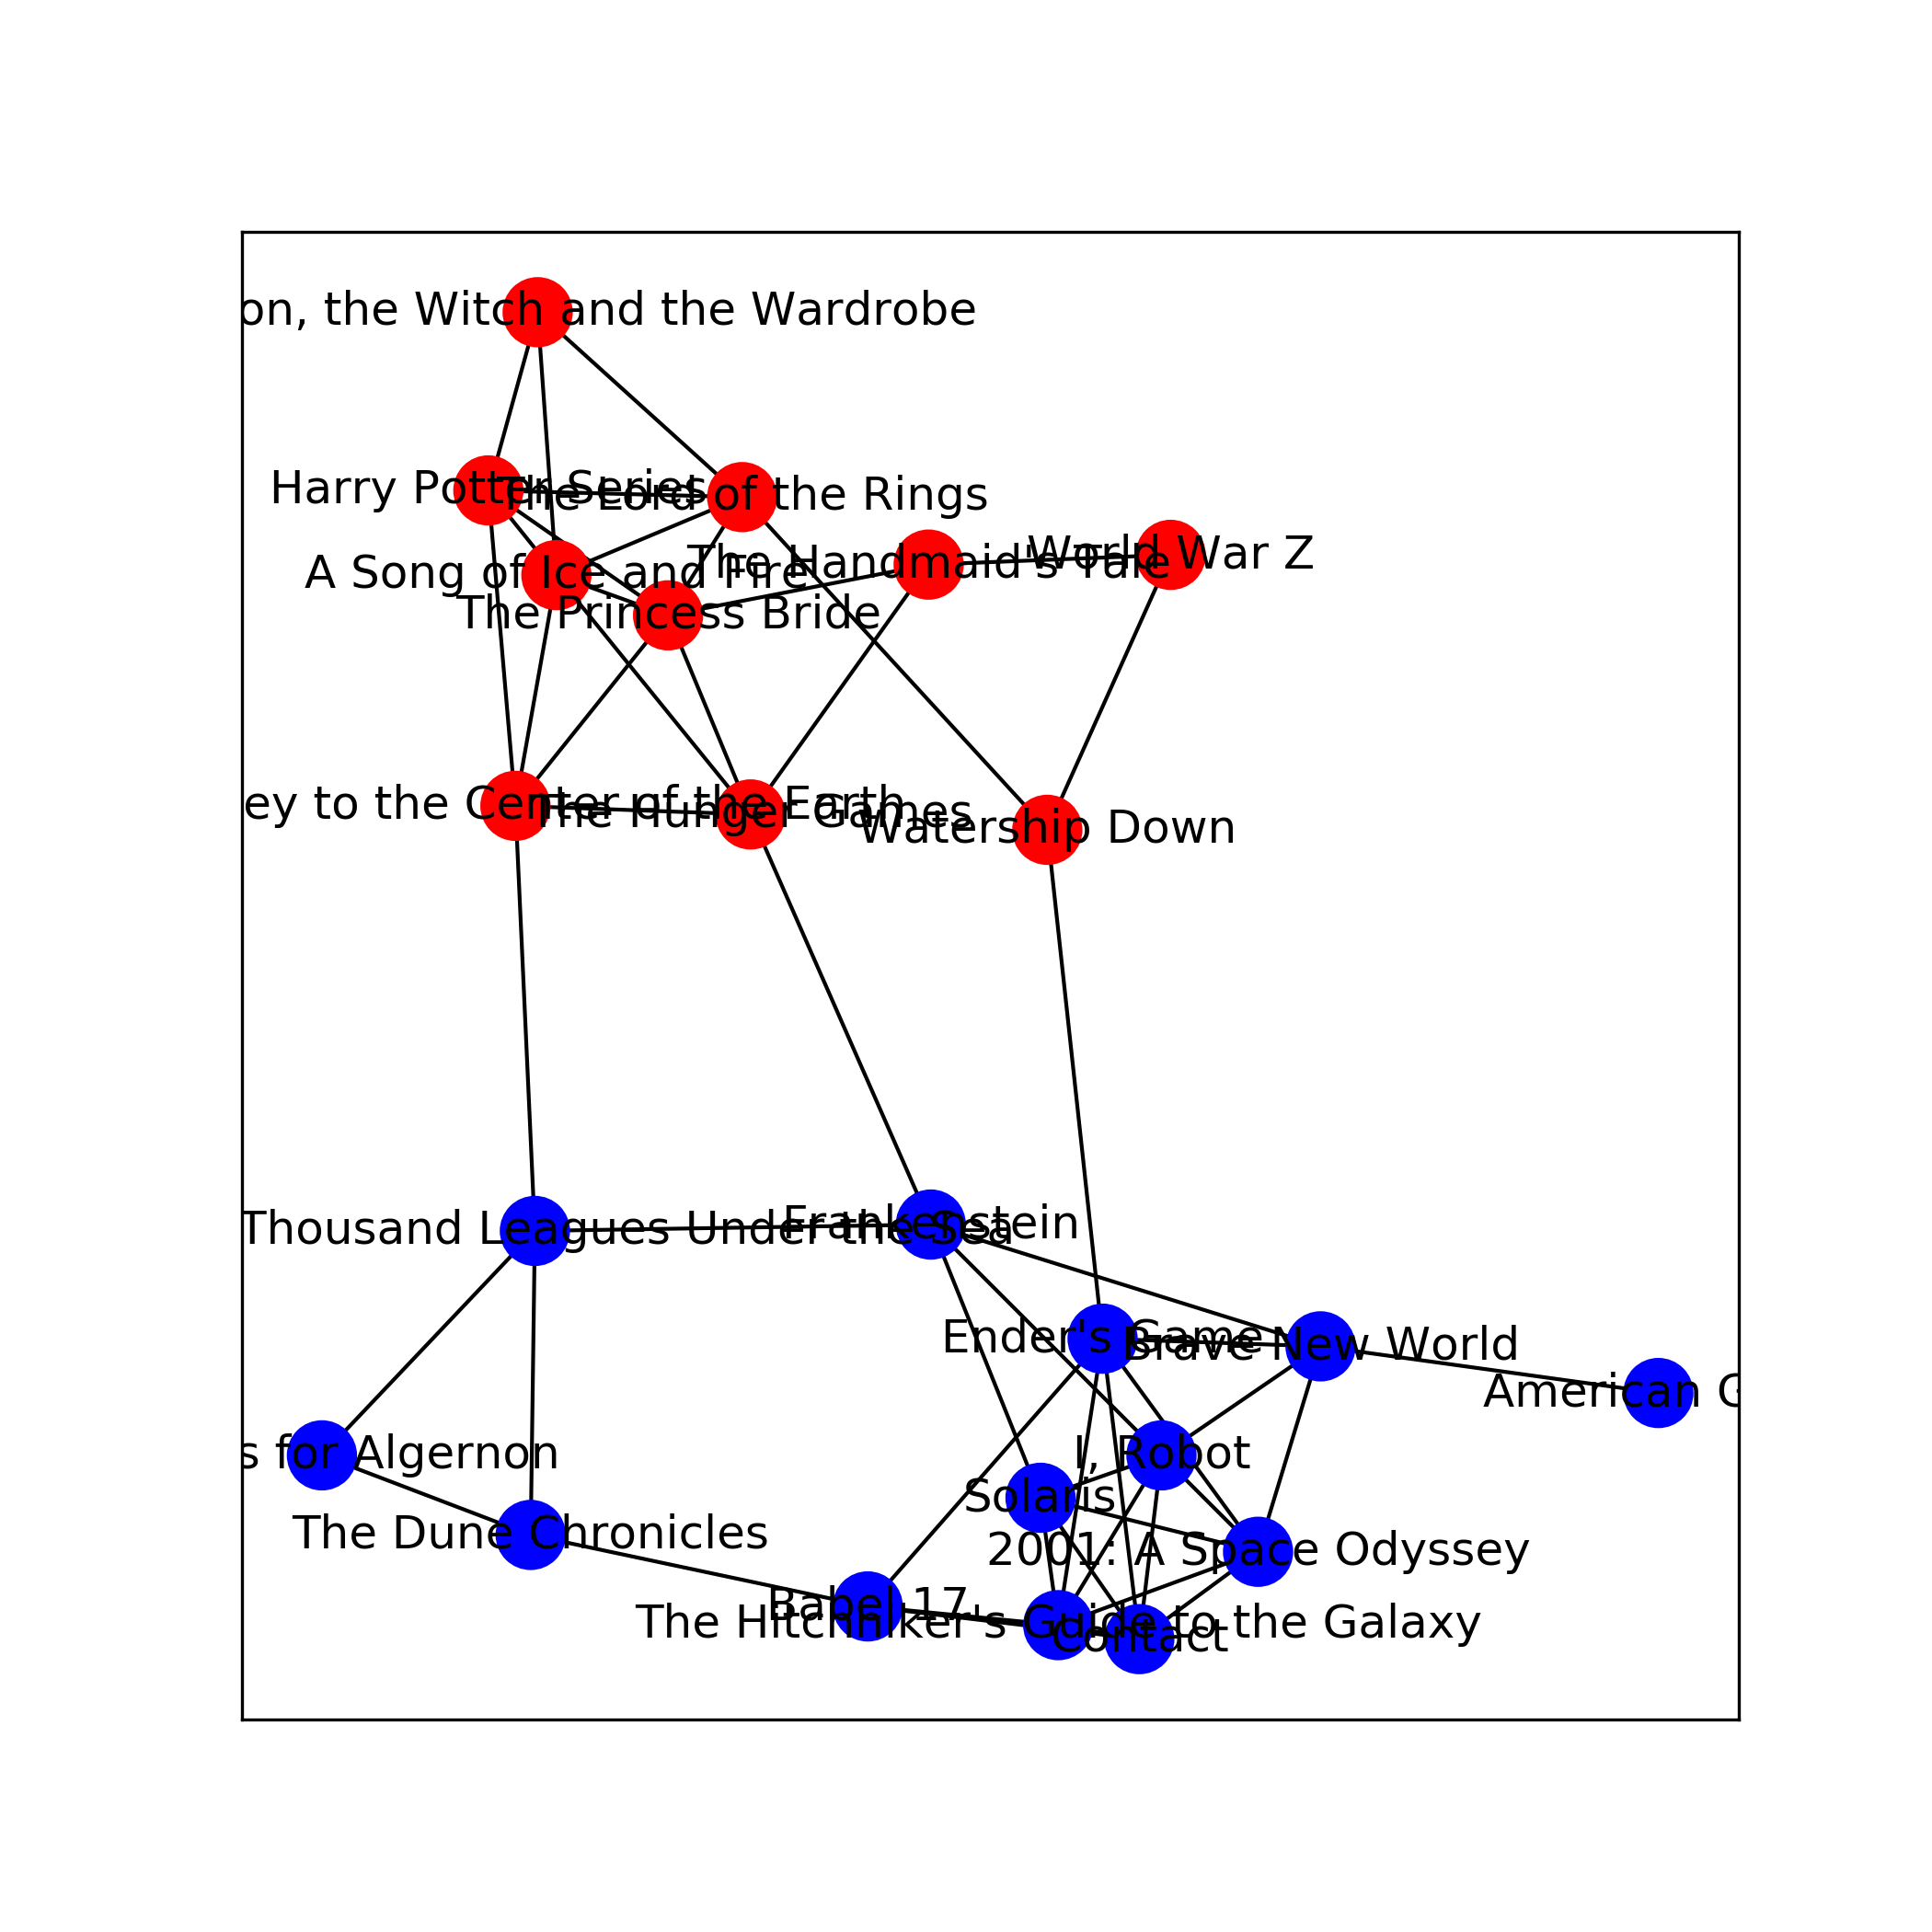 on, the Witch and the Wardrobe
Harry Potter Series
The Lord of the Rings
World War Z
The Handmaid's Tale
A Song of Ice and Fire
The Princess Bride
ey to the Center of the Earth
The Hunger Games
Watership Down
Thousand Leagues Under the Sea
Frankenstein
Ender's Game
Brave New World
American G
s for Algernon
I, Robot
Solaris
The Dune Chronicles
2001: A Space Odyssey
Babel 17
The Hitchhiker's Guide to the Galaxy
Contact